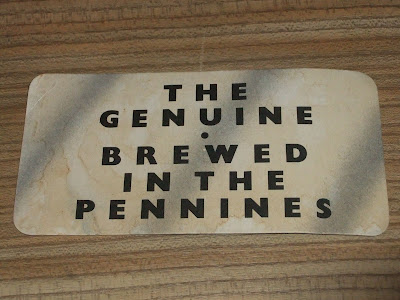 THE
GENUINE
•
BREWED
IN THE
PENNINES